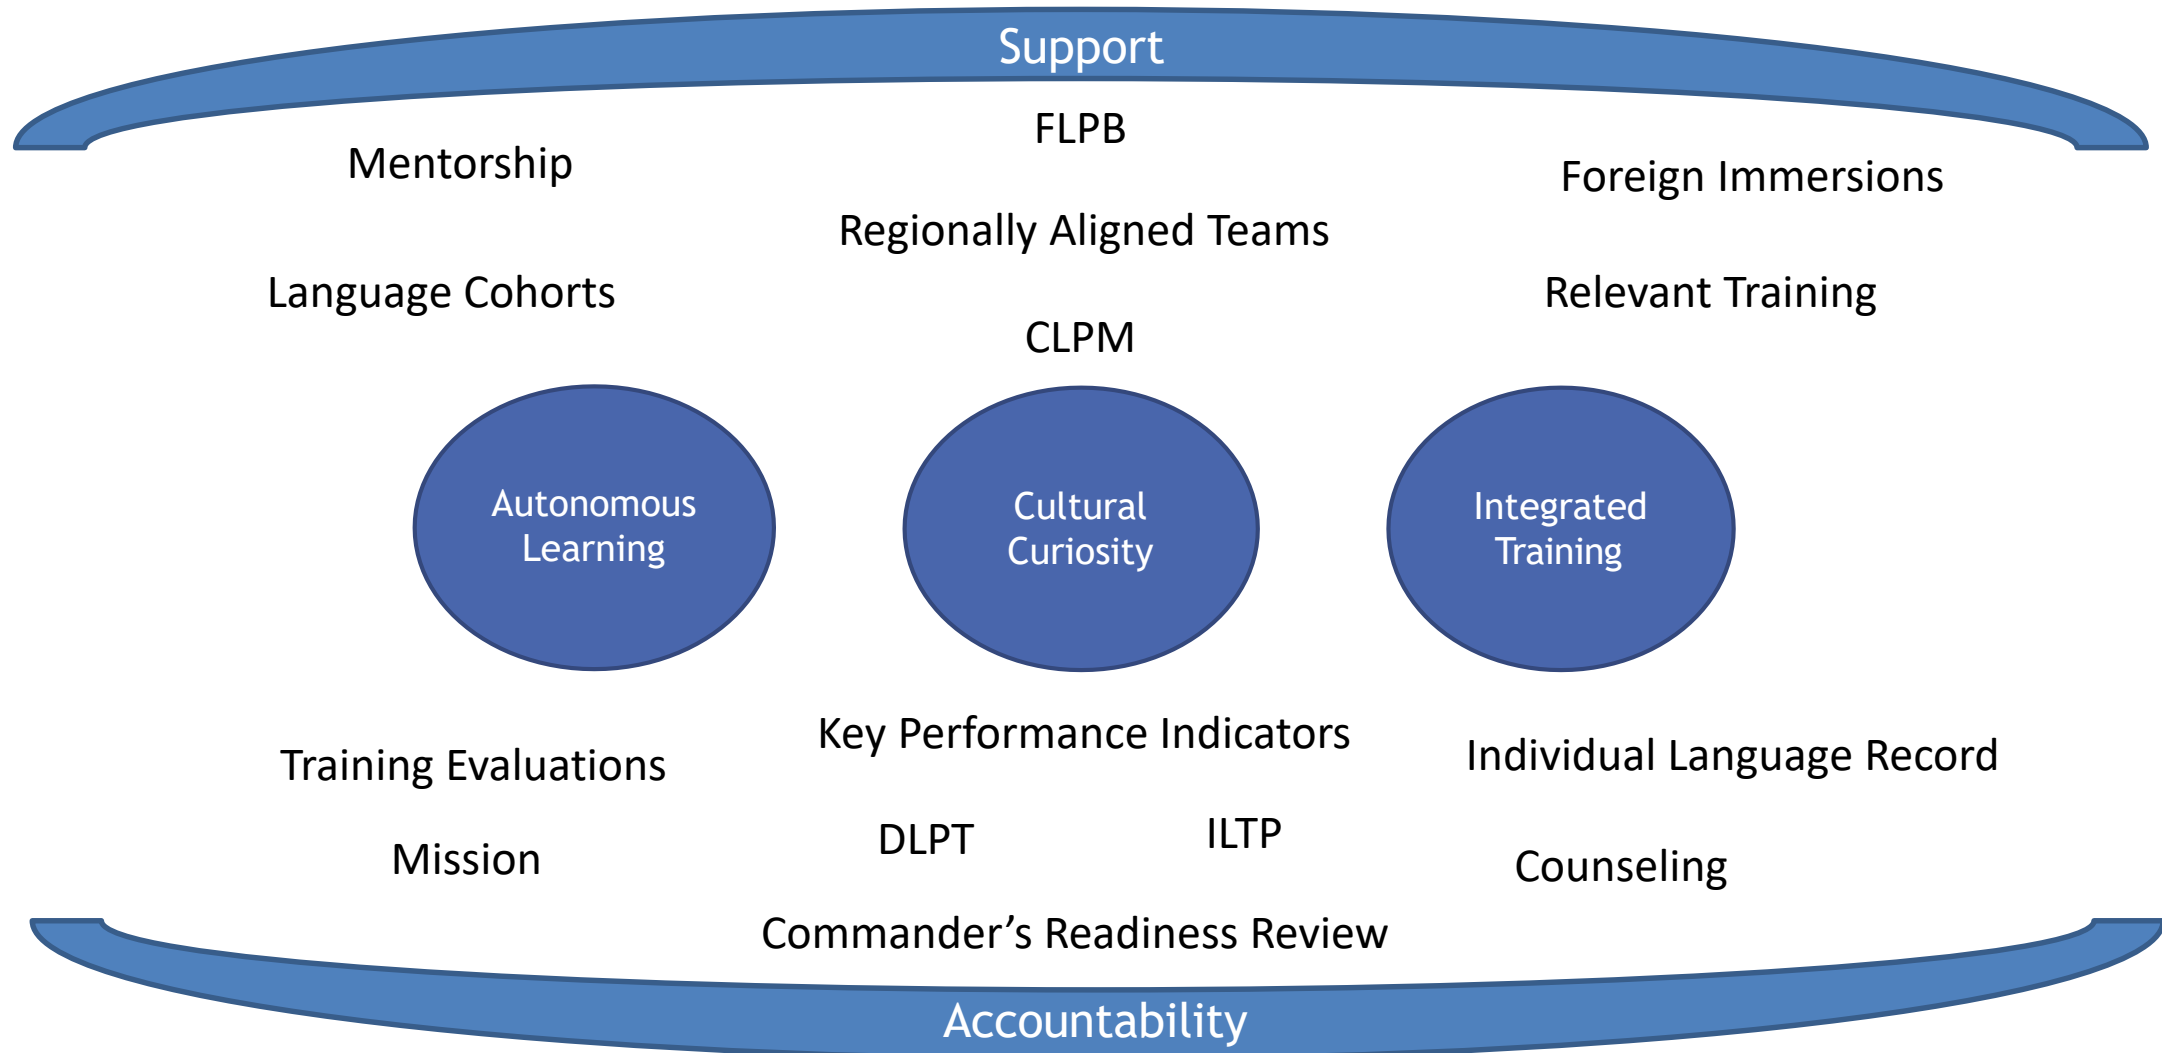 Support
FLPB
Mentorship
Foreign Immersions
Regionally Aligned Teams
Language Cohorts
Relevant Training
CLPM
Autonomous
Learning
Cultural
Curiosity
Integrated
Training
Key Performance Indicators
Training Evaluations
Individual Language Record
DLPT
ILTP
Mission
Counseling
Commander’s Readiness Review
Accountability